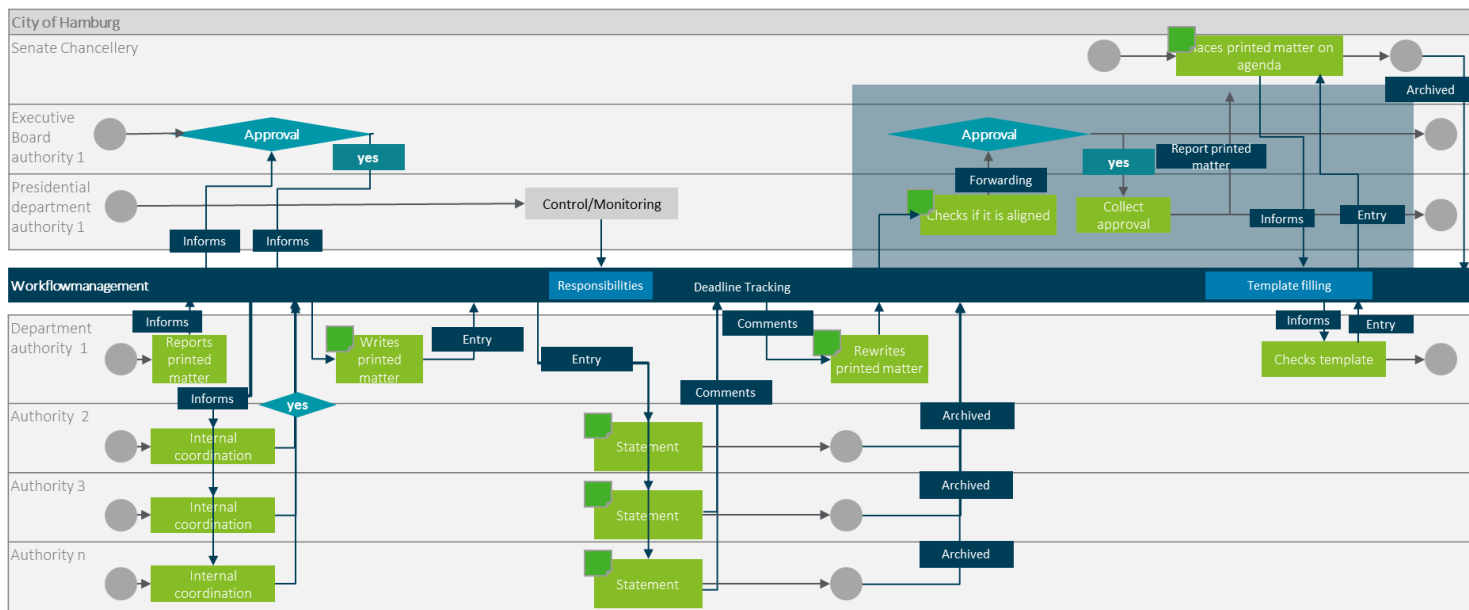 City of Hamburg
Senate Chancellery
aces printed matter on
agenda
Archived
Executive
Board
authority 1
Approval
yes
Approval
yes
Report printed
matter
Forwarding
Presidential
department
authority 1
Control/Monitoring
Checks if it is aligned
Collect
approval
Informs
Entry
Informs
Informs
Workflowmanagement
Responsibilities
Deadline Tracking
Template filling
Department
authority 1
Informs
Reports
printed
matter
Writes
printed
matter
Entry
Entry
Comments
Rewrites
printed matter
Informs
Entry
Checks template
Informs
yes
Comments
Authority 2
Internal
coordination
Statement
Archived
Authority 3
Internal
coordination
Statement
Archived
Authority n
Internal
coordination
Statement
Archived